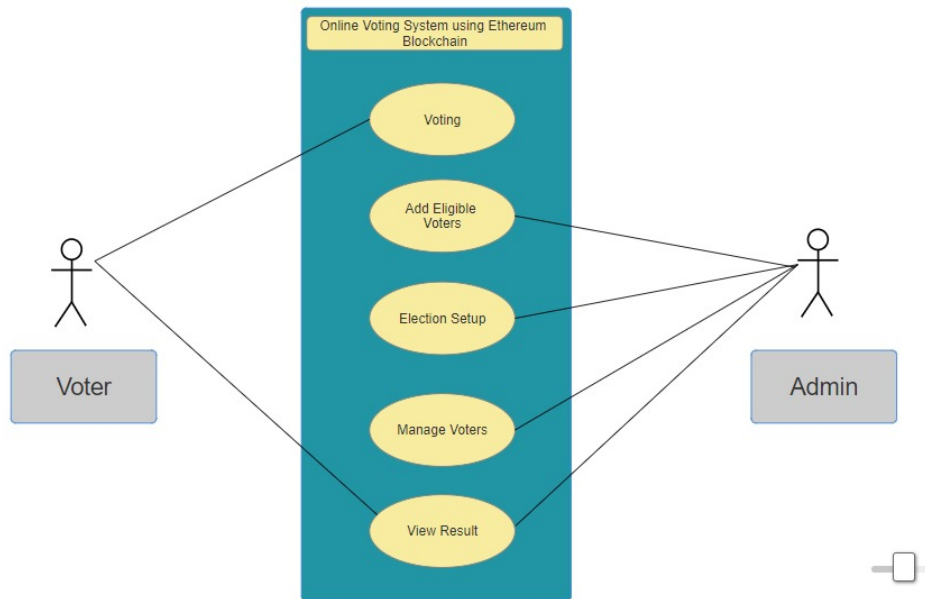 Online Voting System using Ethereum
Blockchain
Voting
Add Eligible
Voters
Election Setup
Voter
Admin
Manage Voters
View Result